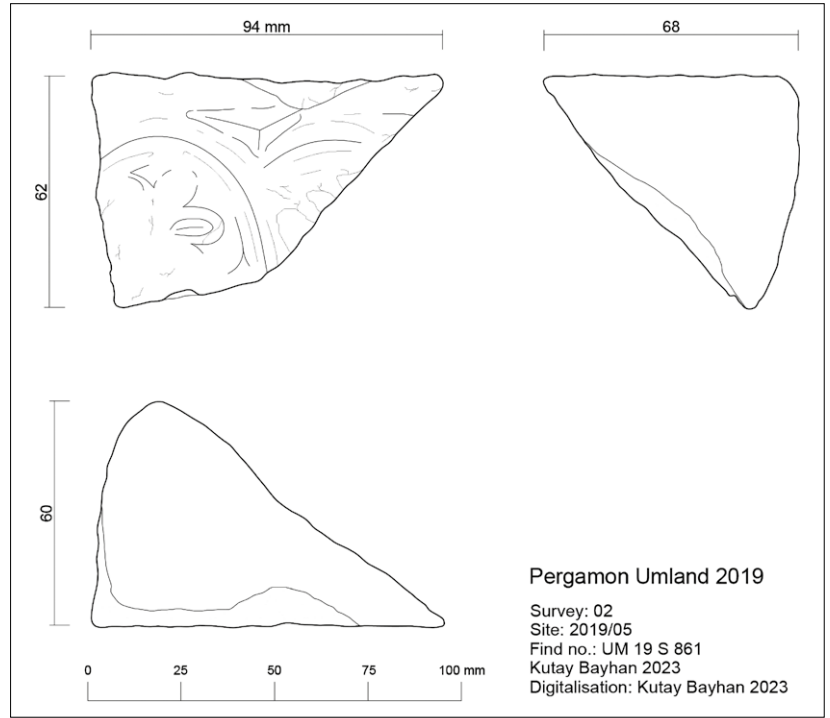 94 mm
68
62
60
0 25 50 75 100 mm
Pergamon Umland 2019
Survey: 02
Site: 2019/05
Find no.: UM 19 S 861
Kutay Bayhan 2023
Digitalisation: Kutay Bayhan 2023